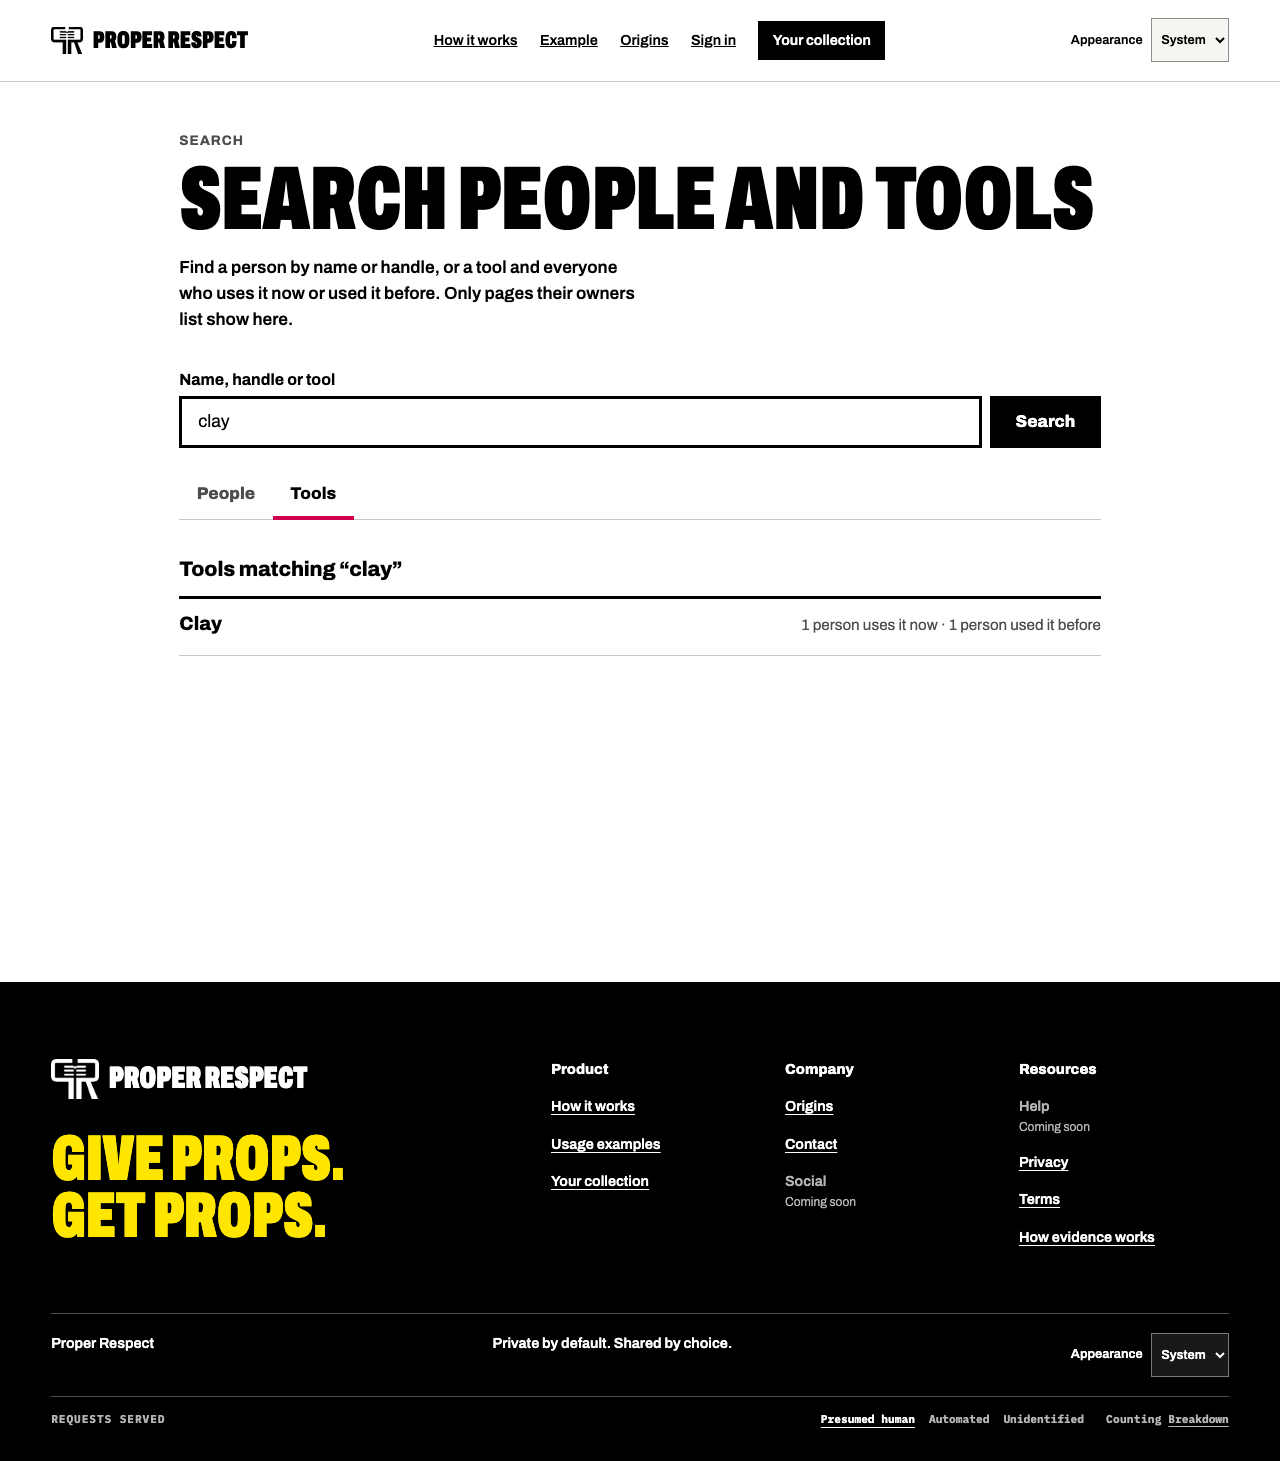 PROPER RESPECT
How it works Example Origins Sign in Your collection
Appearance System
SEARCH
SEARCH PEOPLE AND TOOLS
Find a person by name or handle, or a tool and everyone
who uses it now or used it before. Only pages their owners
list show here.
Name, handle or tool
clay
Search
People Tools
Tools matching “clay”
Clay 1 person uses it now · 1 person used it before
PROPER RESPECT
GIVE PROPS.
GET PROPS.
Product
How it works
Usage examples
Your collection
Company
Origins
Contact
Social
Coming soon
Resources
Help
Coming soon
Privacy
Terms
How evidence works
Proper Respect
Private by default. Shared by choice.
Appearance System
REQUESTS SERVED
Presumed human Automated Unidentified Counting Breakdown